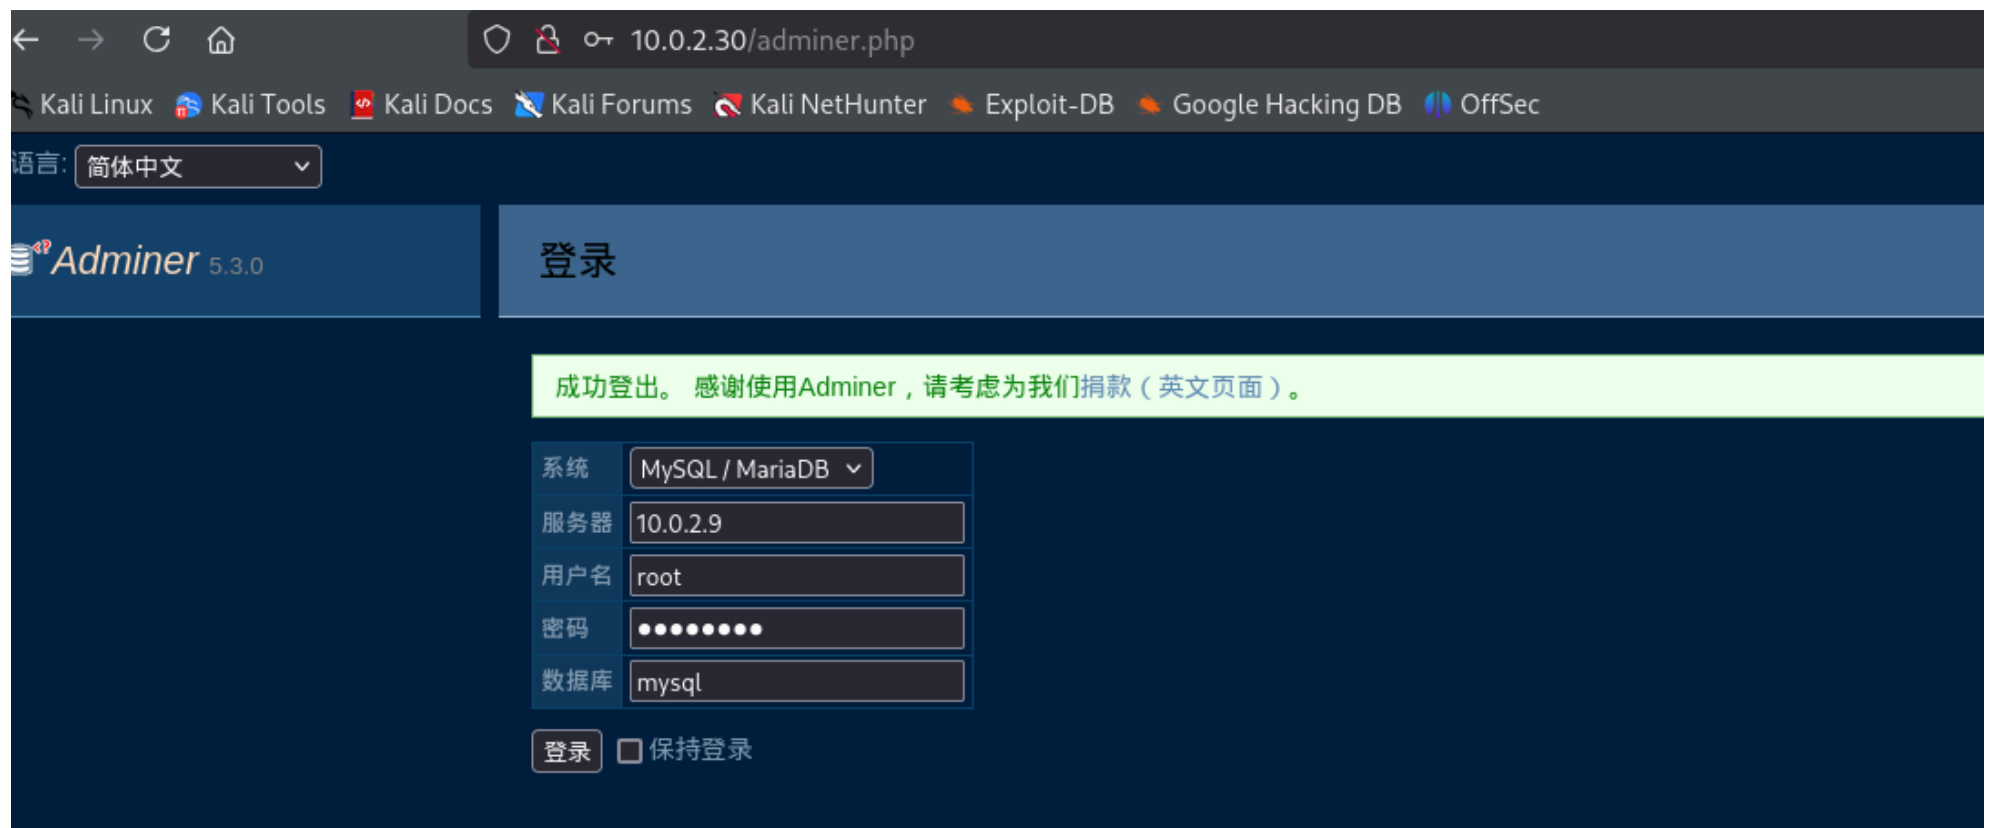 10.0.2.30/adminer.php
Kali Linux Kali Tools Kali Docs Kali Forums Kali NetHunter Exploit-DB Google Hacking DB OffSec
语言: 简体中文
Adminer 5.3.0
登录
成功登出。 感谢使用Adminer，请考虑为我们捐款（英文页面）。
系统 MySQL / MariaDB
服务器 10.0.2.9
用户名 root
密码 ●●●●●●●●
数据库 mysql
登录 保持登录